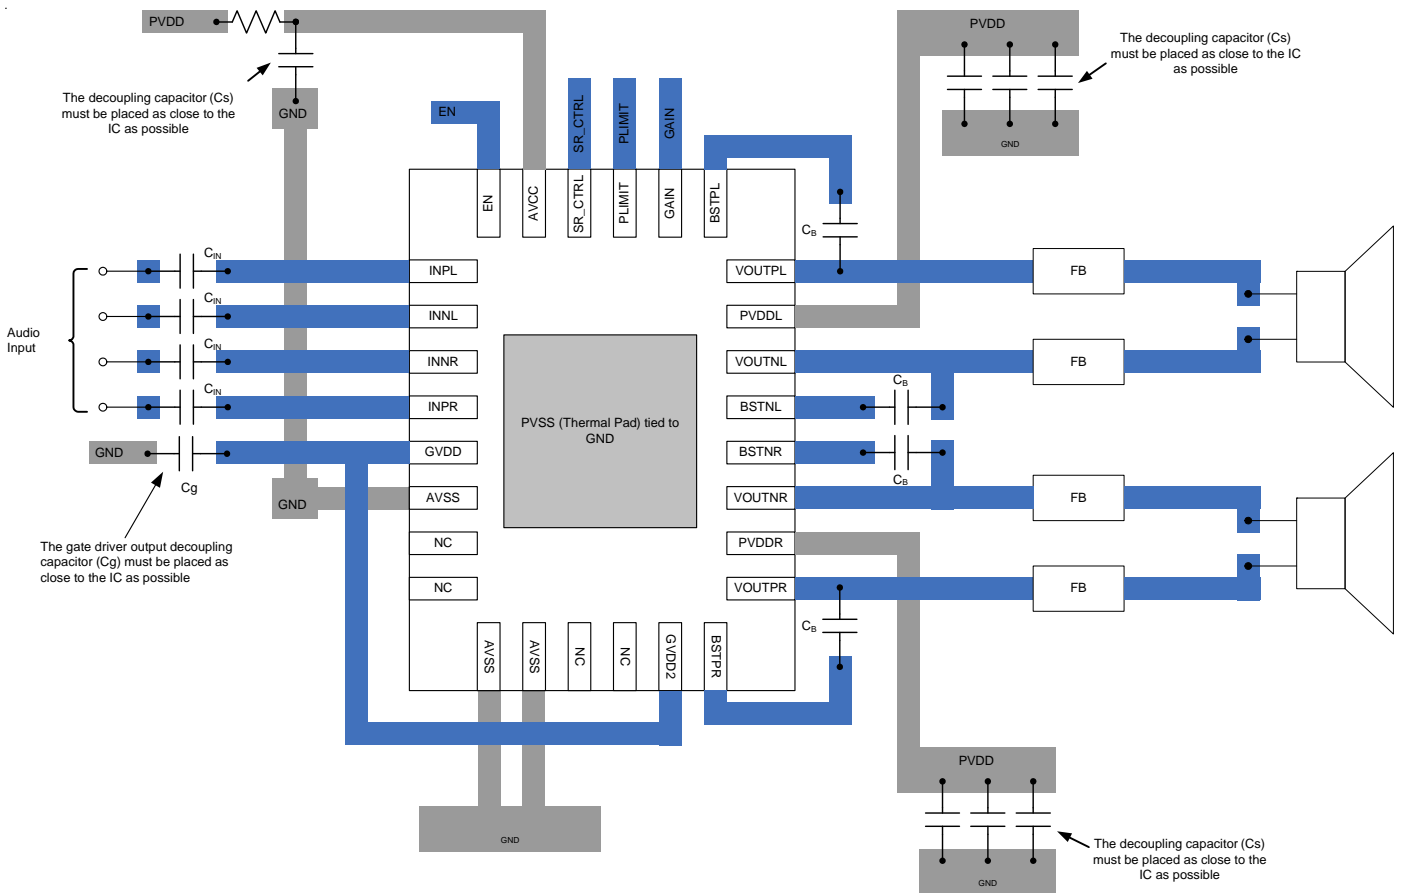 PVDD
PVDD
The decoupling capacitor (Cs)
must be placed as close to the IC
as possible
The decoupling capacitor (Cs)
must be placed as close to the
IC as possible
GND
EN
SR_CTRL
PLIMIT
GAIN
GND
EN
AVCC
SR_CTRL
PLIMIT
GAIN
BSTPL
CB
CIN
INPL
VOUTPL
FB
CIN
INNL
PVDDL
Audio
Input
CIN
INNR
VOUTNL
FB
CIN
INPR
BSTNL
CB
PVSS (Thermal Pad) tied to
GND
GND
Cg
GVDD
BSTNR
CB
GND
AVSS
VOUTNR
FB
The gate driver output decoupling
capacitor (Cg) must be placed as
close to the IC as possible
NC
PVDDR
NC
VOUTPR
FB
CB
AVSS
AVSS
NC
NC
GVDD2
BSTPR
PVDD
GND
The decoupling capacitor (Cs)
must be placed as close to the
IC as possible
GND